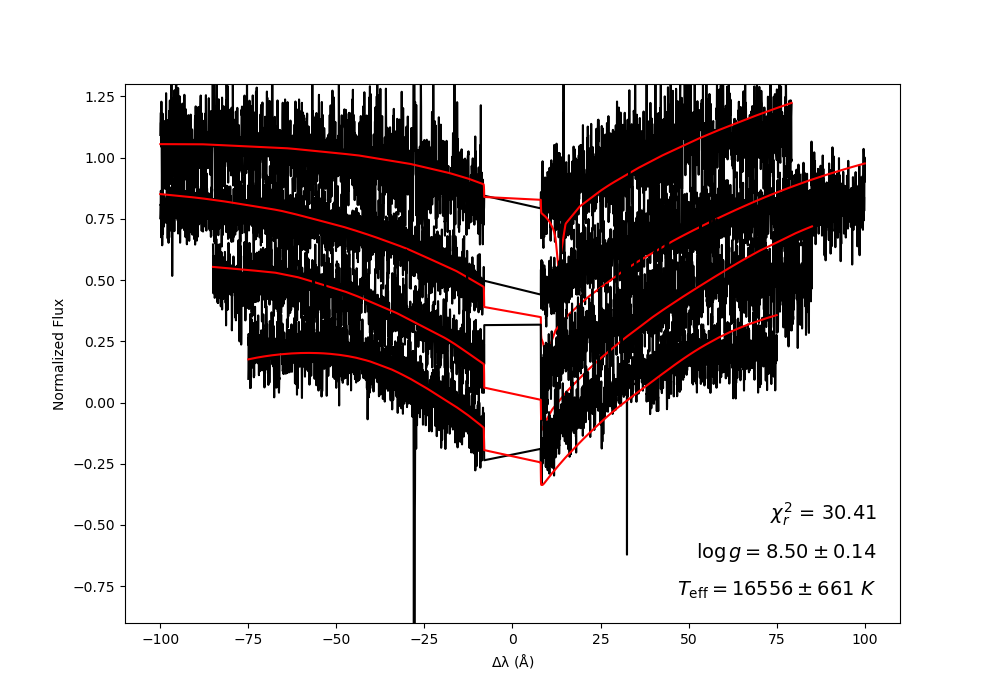 Normalized Flux
1.25
1.00
0.75
0.50
0.25
0.00
−0.25
−0.50
−0.75
χ²ᵣ = 30.41
log g = 8.50 ± 0.14
T_eff = 16556 ± 661 K
−100 −75 −50 −25 0 25 50 75 100
Δλ (Å)